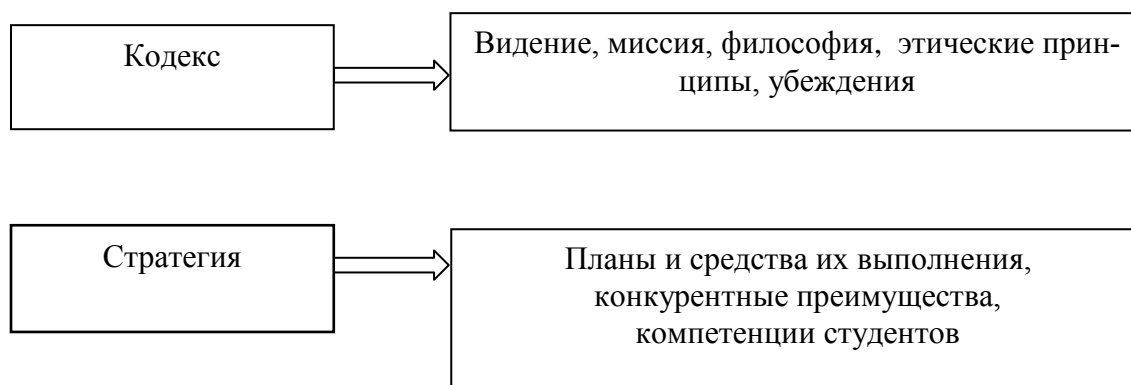 Кодекс
Видение, миссия, философия, этические прин-
ципы, убеждения
Стратегия
Планы и средства их выполнения,
конкурентные преимущества,
компетенции студентов